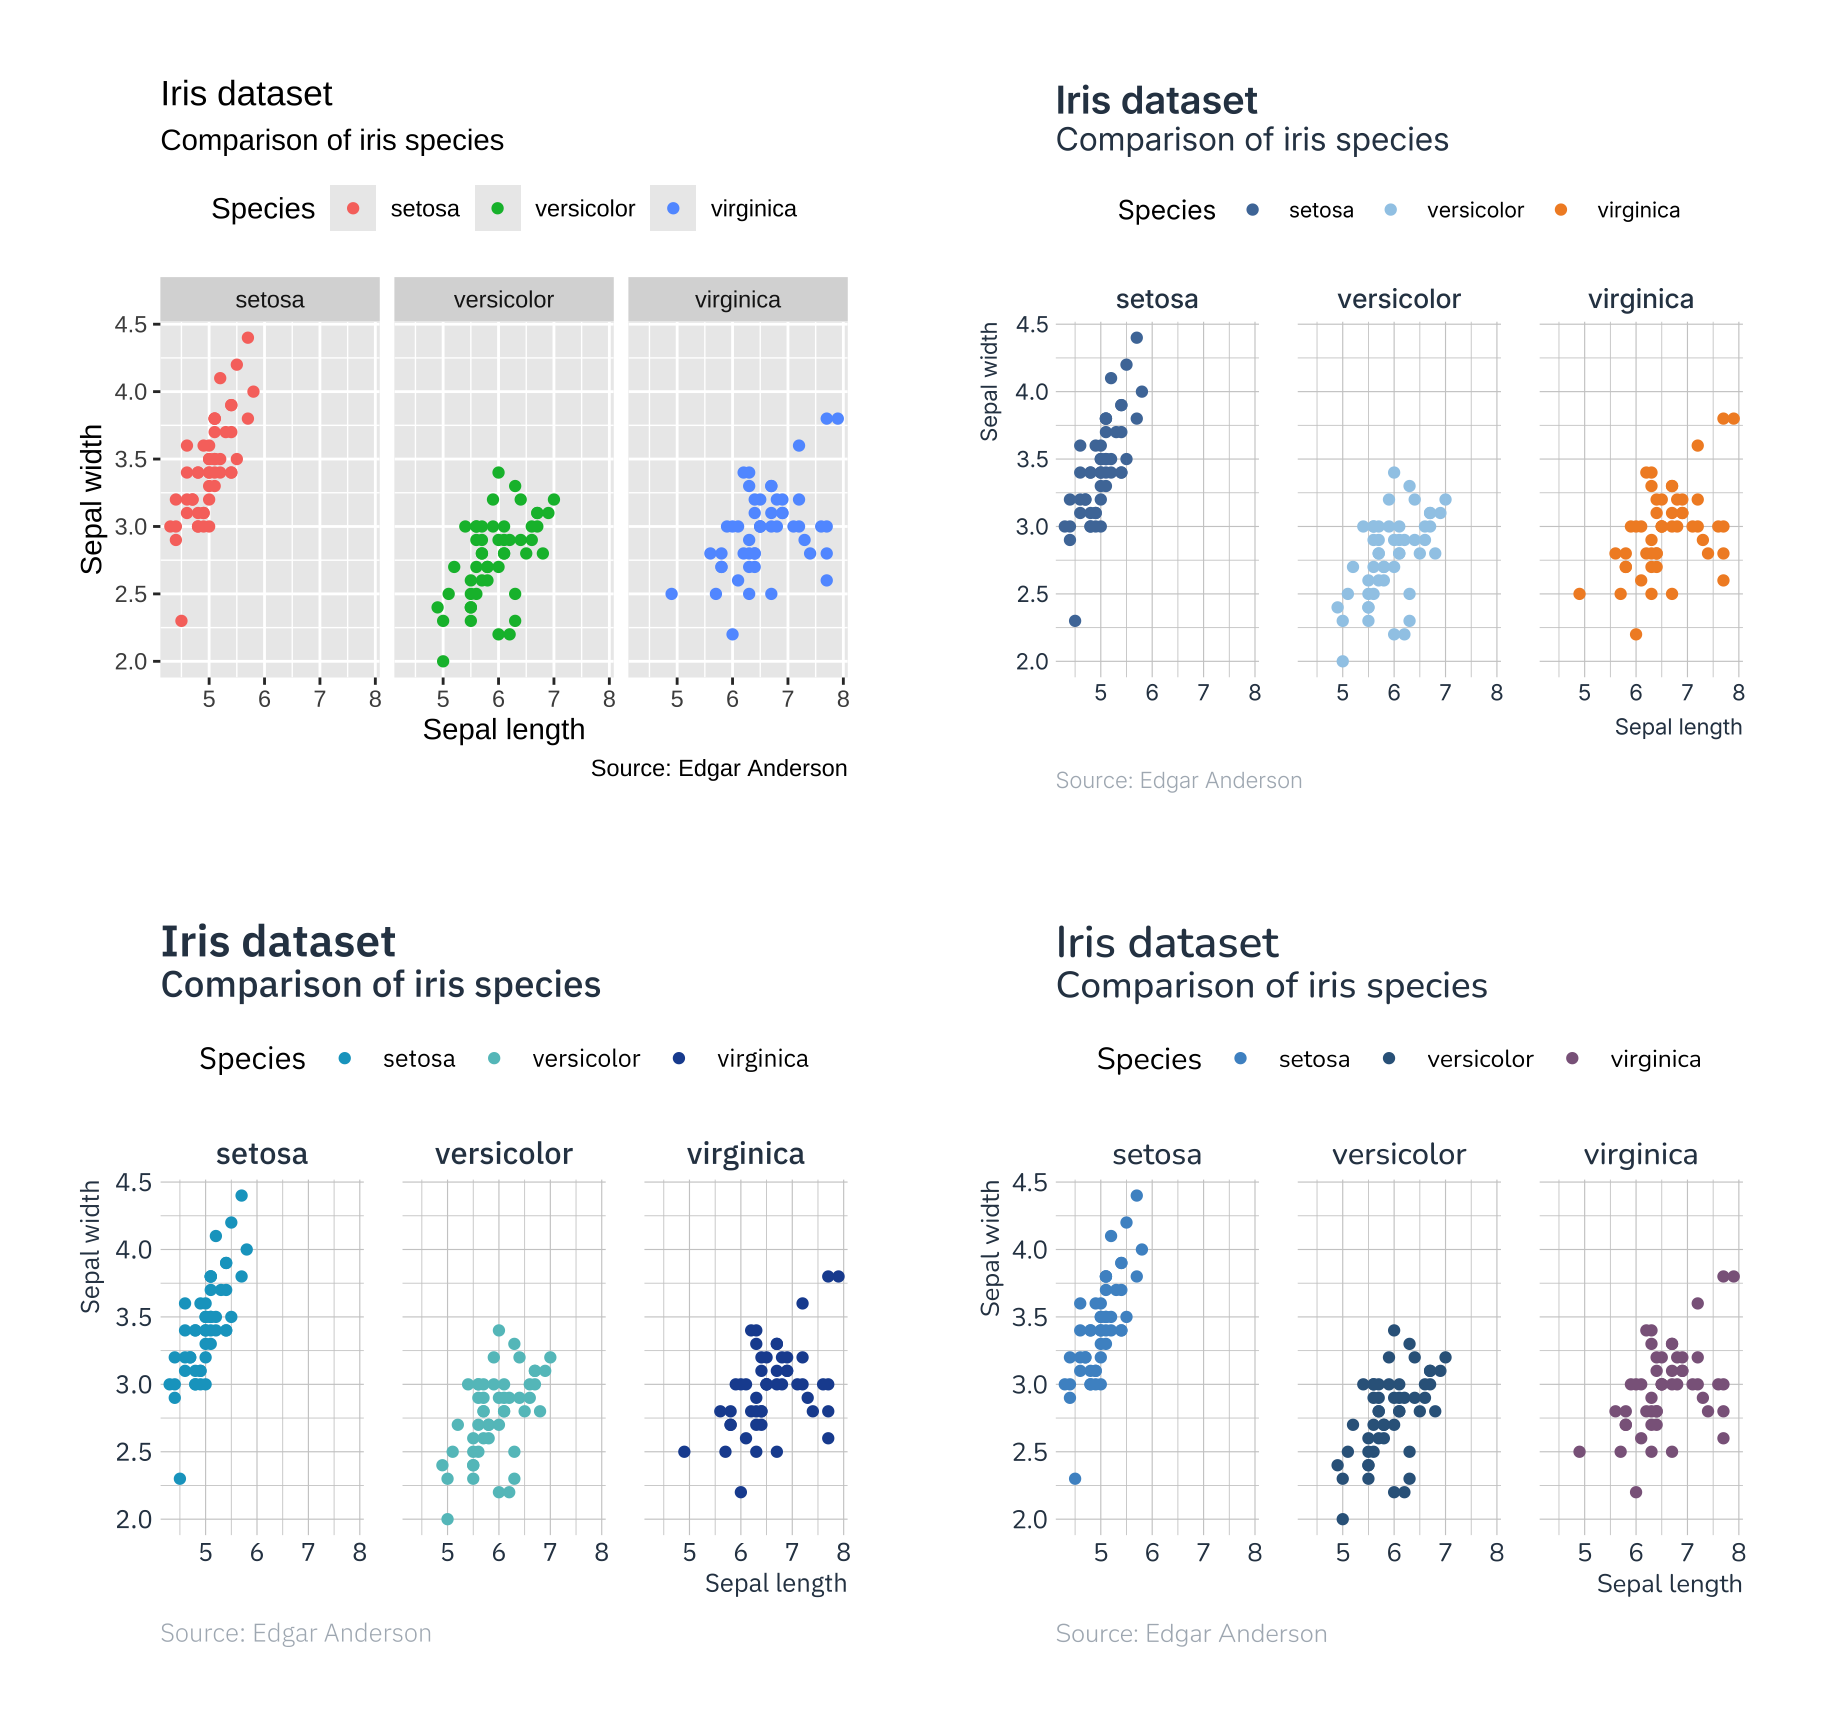 Iris dataset
Comparison of iris species
Species setosa versicolor virginica
setosa versicolor virginica
4.5
4.0
3.5
3.0
2.5
2.0
Sepal width
5 6 7 8 5 6 7 8 5 6 7 8
Sepal length
Source: Edgar Anderson
Iris dataset
Comparison of iris species
Species setosa versicolor virginica
setosa versicolor virginica
4.5
4.0
3.5
3.0
2.5
2.0
Sepal width
5 6 7 8 5 6 7 8 5 6 7 8
Sepal length
Source: Edgar Anderson
Iris dataset
Comparison of iris species
Species setosa versicolor virginica
setosa versicolor virginica
4.5
4.0
3.5
3.0
2.5
2.0
Sepal width
5 6 7 8 5 6 7 8 5 6 7 8
Sepal length
Source: Edgar Anderson
Iris dataset
Comparison of iris species
Species setosa versicolor virginica
setosa versicolor virginica
4.5
4.0
3.5
3.0
2.5
2.0
Sepal width
5 6 7 8 5 6 7 8 5 6 7 8
Sepal length
Source: Edgar Anderson